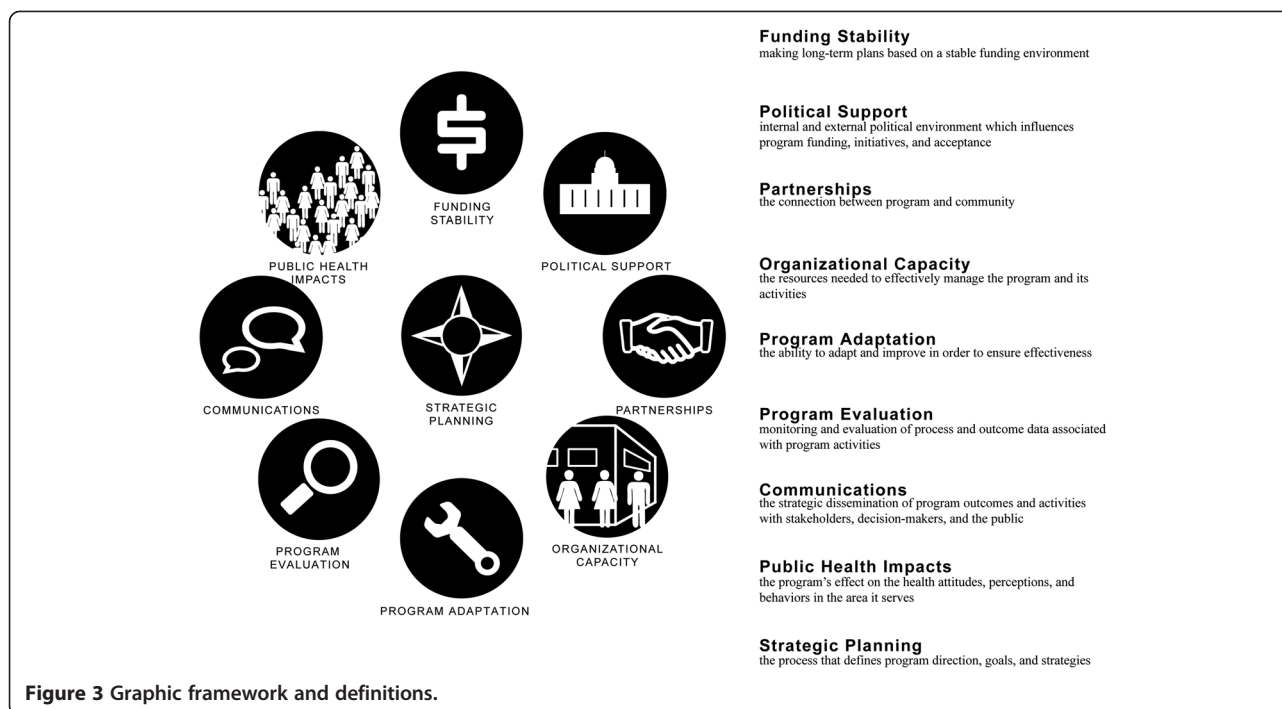 FUNDING
STABILITY
POLITICAL SUPPORT
PARTNERSHIPS
ORGANIZATIONAL
CAPACITY
PROGRAM ADAPTATION
PROGRAM
EVALUATION
COMMUNICATIONS
PUBLIC HEALTH
IMPACTS
STRATEGIC
PLANNING
Funding Stability
making long-term plans based on a stable funding environment
Political Support
internal and external political environment which influences
program funding, initiatives, and acceptance
Partnerships
the connection between program and community
Organizational Capacity
the resources needed to effectively manage the program and its
activities
Program Adaptation
the ability to adapt and improve in order to ensure effectiveness
Program Evaluation
monitoring and evaluation of process and outcome data associated
with program activities
Communications
the strategic dissemination of program outcomes and activities
with stakeholders, decision-makers, and the public
Public Health Impacts
the program's effect on the health attitudes, perceptions, and
behaviors in the area it serves
Strategic Planning
the process that defines program direction, goals, and strategies
Figure 3 Graphic framework and definitions.